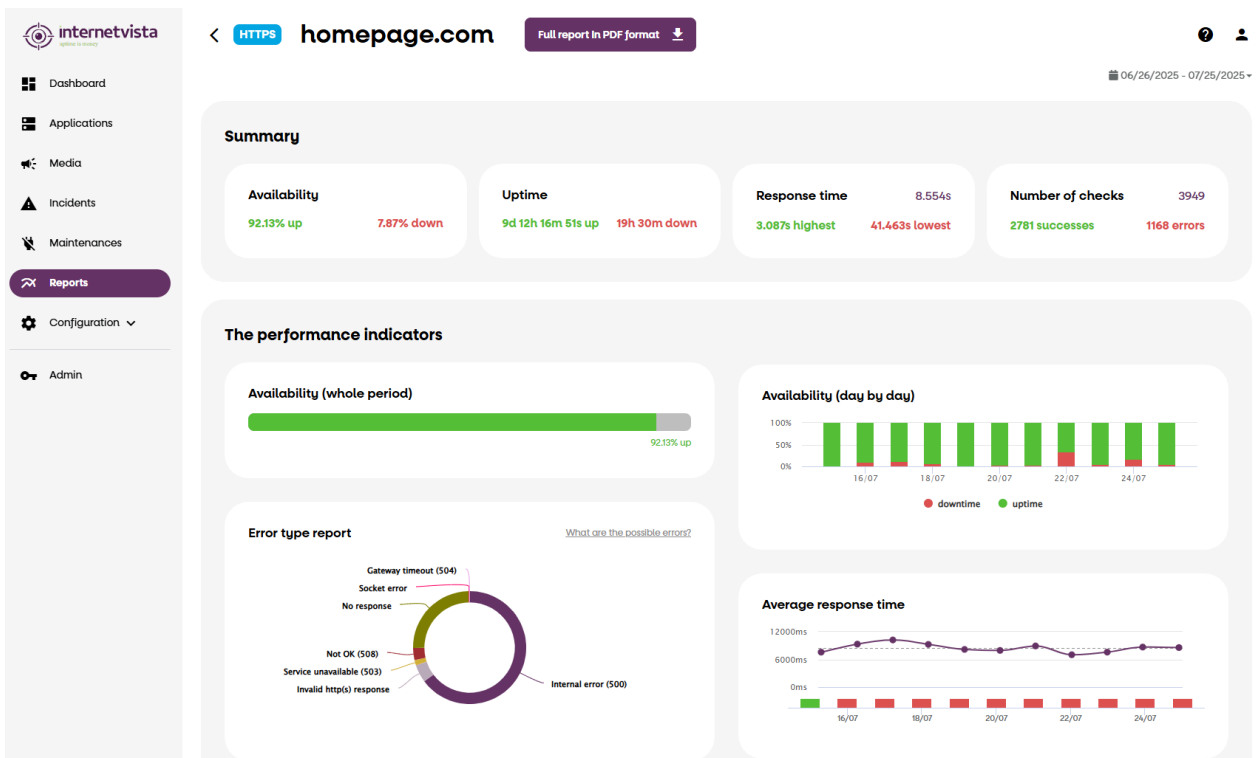 internetvista
uptime is money
Dashboard
Applications
Media
Incidents
Maintenances
Reports
Configuration
Admin
HTTPS
homepage.com
Full report in PDF format
06/26/2025 - 07/25/2025
Summary
Availability
92.13% up 7.87% down
Uptime
9d 12h 16m 51s up 19h 30m down
Response time 8.554s
3.087s highest 41.463s lowest
Number of checks 3949
2781 successes 1168 errors
The performance indicators
Availability (whole period)
92.13% up
Error type report What are the possible errors?
Gateway timeout (504)
Socket error
No response
Not OK (508)
Service unavailable (503)
Invalid http(s) response
Internal error (500)
Availability (day by day)
100%
50%
0%
16/07 18/07 20/07 22/07 24/07
downtime uptime
Average response time
12000ms
6000ms
0ms
16/07 18/07 20/07 22/07 24/07